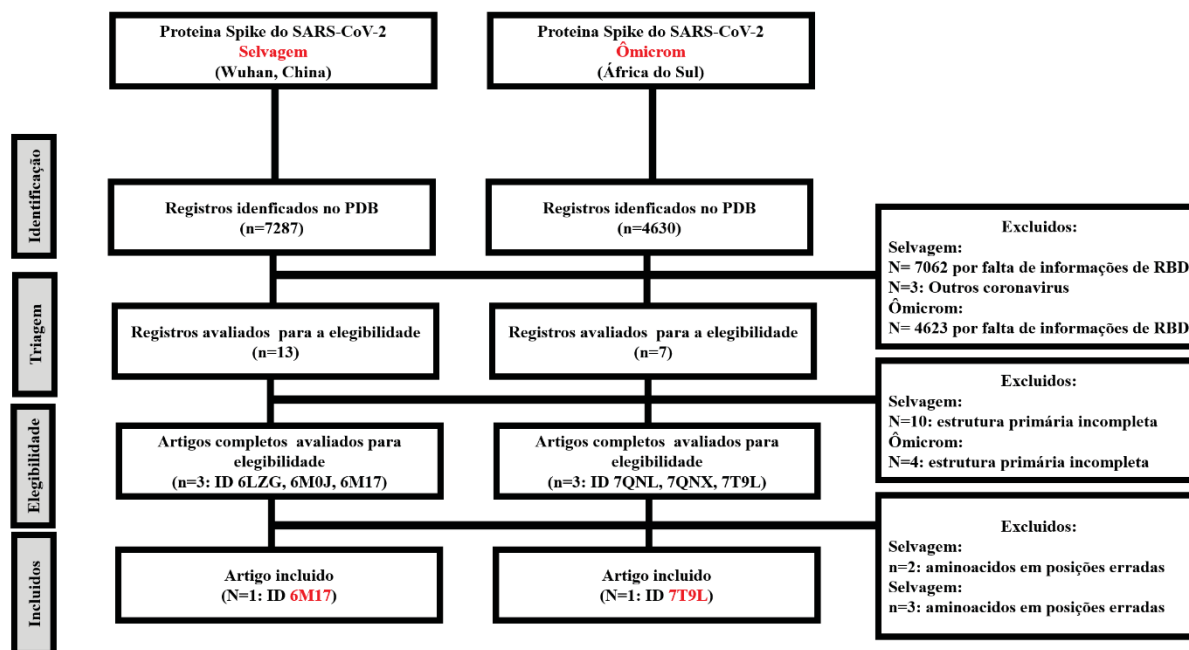 Proteina Spike do SARS-CoV-2
Selvagem
(Wuhan, China)
Proteina Spike do SARS-CoV-2
Ômicrom
(África do Sul)
Identificação
Registros idenficados no PDB
(n=7287)
Registros idenficados no PDB
(n=4630)
Excluidos:
Selvagem:
N= 7062 por falta de informações de RBD
N=3: Outros coronavirus
Ômicrom:
N= 4623 por falta de informações de RBD
Triagem
Registros avaliados para a elegibilidade
(n=13)
Registros avaliados para a elegibilidade
(n=7)
Excluidos:
Selvagem:
N=10: estrutura primária incompleta
Ômicrom:
N=4: estrutura primária incompleta
Elegibilidade
Artigos completos avaliados para
elegibilidade
(n=3: ID 6LZG, 6M0J, 6M17)
Artigos completos avaliados para
elegibilidade
(n=3: ID 7QNL, 7QNX, 7T9L)
Excluidos:
Selvagem:
n=2: aminoacidos em posições erradas
Selvagem:
n=3: aminoacidos em posições erradas
Incluidos
Artigo incluido
(N=1: ID 6M17)
Artigo incluido
(N=1: ID 7T9L)